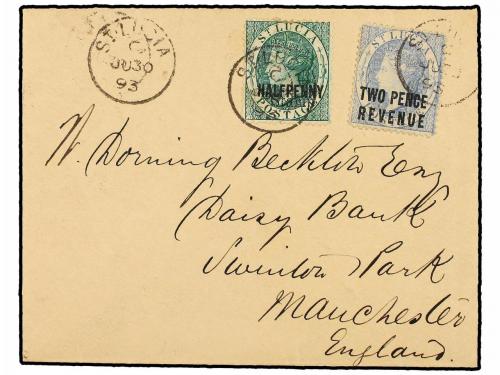 ST. LUCIA
C
JU 30
93
ST. LUCIA
HALFPENNY
POSTAGE
ST. LUCIA
TWO PENCE
REVENUE
W. Dorning Beckton Esq
Daisy Bank
Swinton Park
Manchester
England.